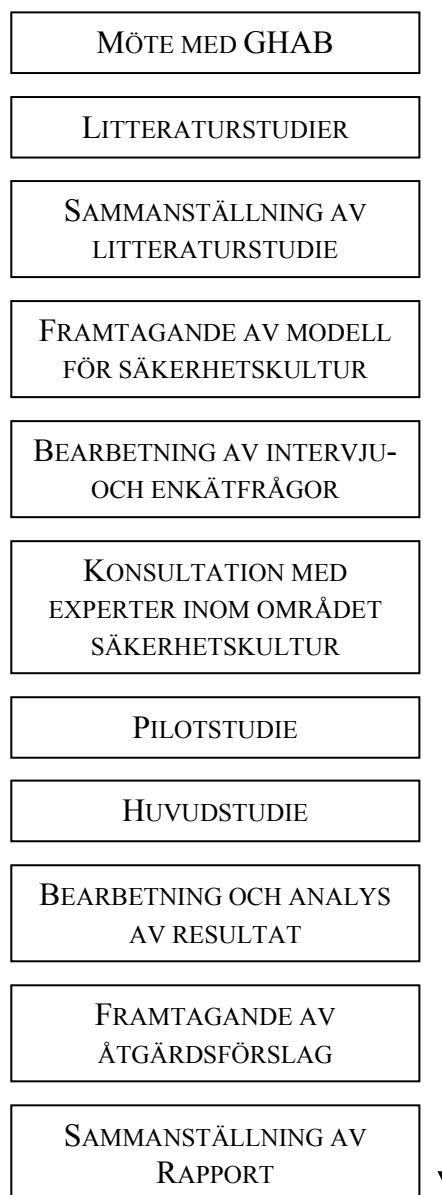 MÖTE MED GHAB
LITTERATURSTUDIER
SAMMANSTÄLLNING AV
LITTERATURSTUDIE
FRAMTAGANDE AV MODELL
FÖR SÄKERHETSKULTUR
BEARBETNING AV INTERVJU-
OCH ENKÄTFRÅGOR
KONSULTATION MED
EXPERTER INOM OMRÅDET
SÄKERHETSKULTUR
PILOTSTUDIE
HUVUDSTUDIE
BEARBETNING OCH ANALYS
AV RESULTAT
FRAMTAGANDE AV
ÅTGÄRDSFÖRSLAG
SAMMANSTÄLLNING AV
RAPPORT